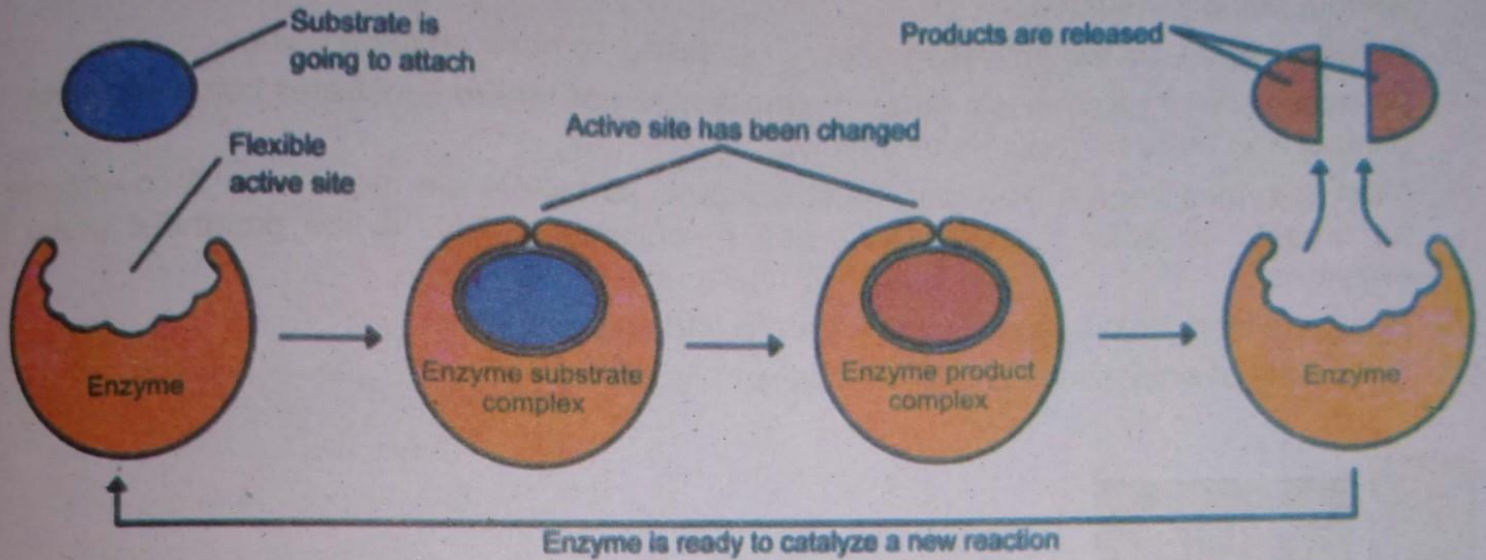 Substrate is
going to attach
Products are released
Flexible
active site
Active site has been changed
Enzyme
Enzyme substrate
complex
Enzyme product
complex
Enzyme
Enzyme is ready to catalyze a new reaction